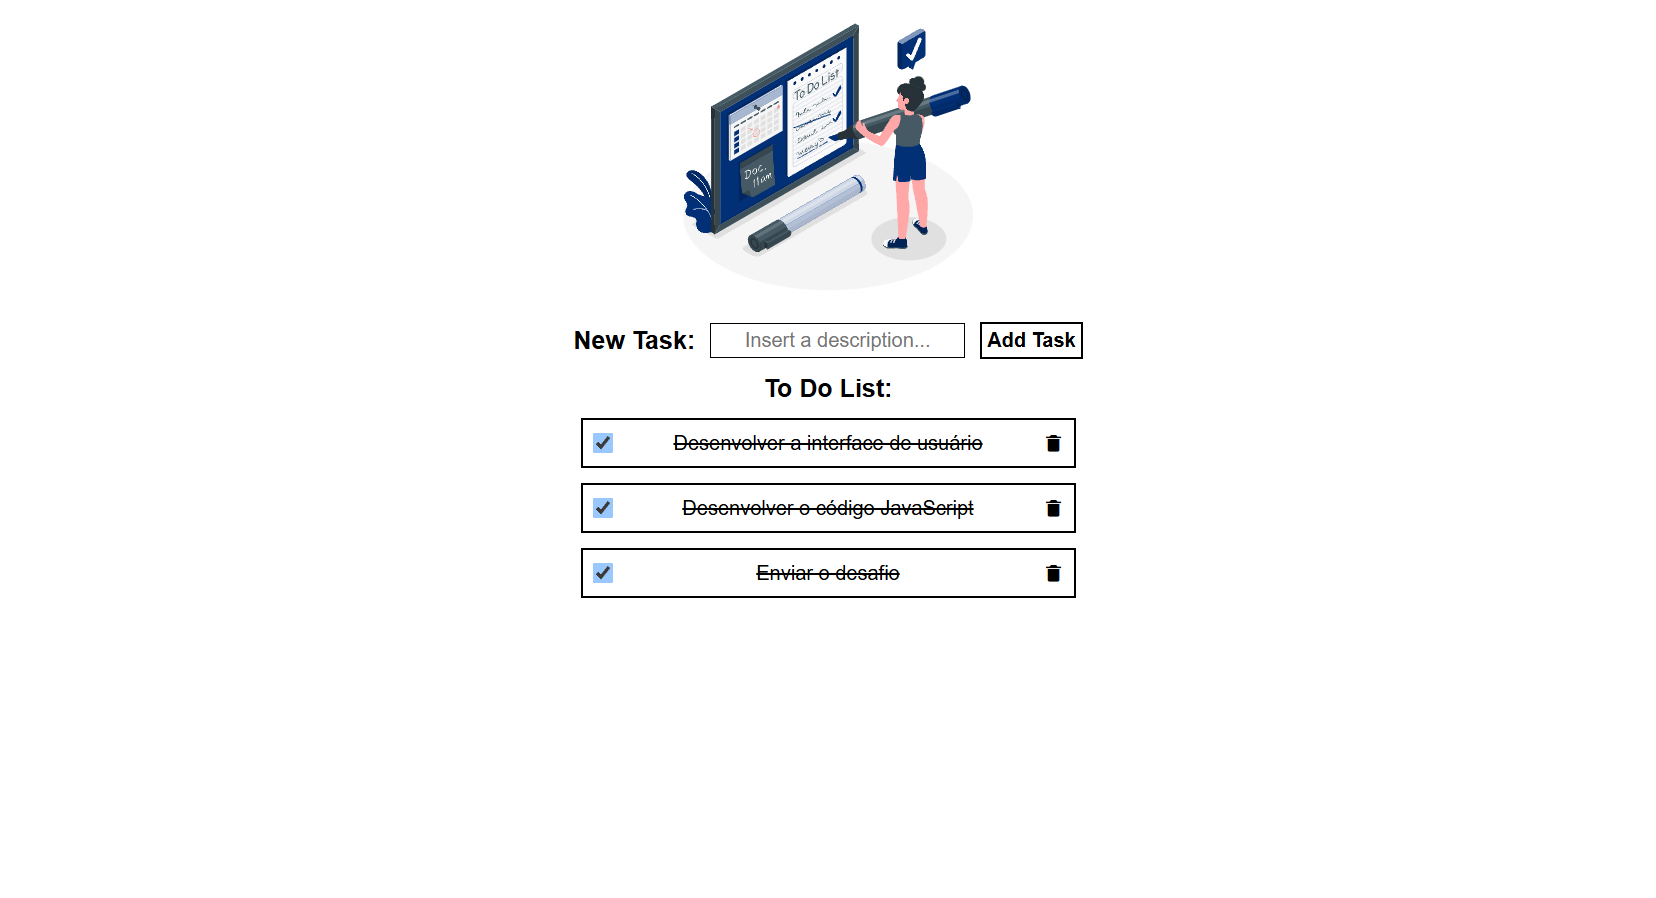 To Do List
Doc.
11am
New Task:
Insert a description...
Add Task
To Do List:
Desenvolver a interface de usuário
Desenvolver o código JavaScript
Enviar o desafio